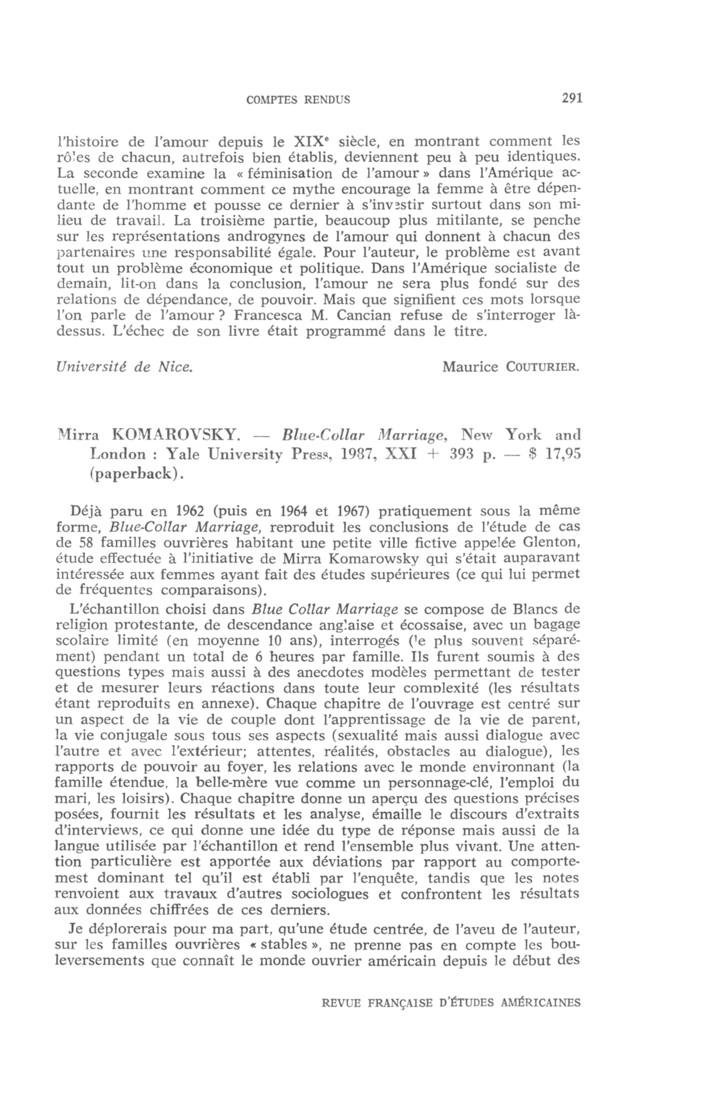 COMPTES RENDUS 291
l'histoire de l'amour depuis le XIXe siècle, en montrant comment les
rôles de chacun, autrefois bien établis, deviennent peu à peu identiques.
La seconde examine la « féminisation de l'amour » dans l'Amérique ac-
tuelle, en montrant comment ce mythe encourage la femme à être dépen-
dante de l'homme et pousse ce dernier à s'investir surtout dans son mi-
lieu de travail. La troisième partie, beaucoup plus mitilante, se penche
sur les représentations androgynes de l'amour qui donnent à chacun des
partenaires une responsabilité égale. Pour l'auteur, le problème est avant
tout un problème économique et politique. Dans l'Amérique socialiste de
demain, lit-on dans la conclusion, l'amour ne sera plus fondé sur des
relations de dépendance, de pouvoir. Mais que signifient ces mots lorsque
l'on parle de l'amour ? Francesca M. Cancian refuse de s'interroger là-
dessus. L'échec de son livre était programmé dans le titre.
Université de Nice. Maurice COUTURIER.
Mirra KOMAROVSKY. — Blue-Collar Marriage, New York and
London : Yale University Press, 1987, XXI + 393 p. — $ 17,95
(paperback).
Déjà paru en 1962 (puis en 1964 et 1967) pratiquement sous la même
forme, Blue-Collar Marriage, reproduit les conclusions de l'étude de cas
de 58 familles ouvrières habitant une petite ville fictive appelée Glenton,
étude effectuée à l'initiative de Mirra Komarowsky qui s'était auparavant
intéressée aux femmes ayant fait des études supérieures (ce qui lui permet
de fréquentes comparaisons).
L'échantillon choisi dans Blue Collar Marriage se compose de Blancs de
religion protestante, de descendance anglaise et écossaise, avec un bagage
scolaire limité (en moyenne 10 ans), interrogés (le plus souvent séparé-
ment) pendant un total de 6 heures par famille. Ils furent soumis à des
questions types mais aussi à des anecdotes modèles permettant de tester
et de mesurer leurs réactions dans toute leur complexité (les résultats
étant reproduits en annexe). Chaque chapitre de l'ouvrage est centré sur
un aspect de la vie de couple dont l'apprentissage de la vie de parent,
la vie conjugale sous tous ses aspects (sexualité mais aussi dialogue avec
l'autre et avec l'extérieur; attentes, réalités, obstacles au dialogue), les
rapports de pouvoir au foyer, les relations avec le monde environnant (la
famille étendue, la belle-mère vue comme un personnage-clé, l'emploi du
mari, les loisirs). Chaque chapitre donne un aperçu des questions précises
posées, fournit les résultats et les analyse, émaille le discours d'extraits
d'interviews, ce qui donne une idée du type de réponse mais aussi de la
langue utilisée par l'échantillon et rend l'ensemble plus vivant. Une atten-
tion particulière est apportée aux déviations par rapport au comporte-
mest dominant tel qu'il est établi par l'enquête, tandis que les notes
renvoient aux travaux d'autres sociologues et confrontent les résultats
aux données chiffrées de ces derniers.
Je déplorerais pour ma part, qu'une étude centrée, de l'aveu de l'auteur,
sur les familles ouvrières « stables », ne prenne pas en compte les bou-
leversements que connaît le monde ouvrier américain depuis le début des
REVUE FRANÇAISE D'ÉTUDES AMÉRICAINES